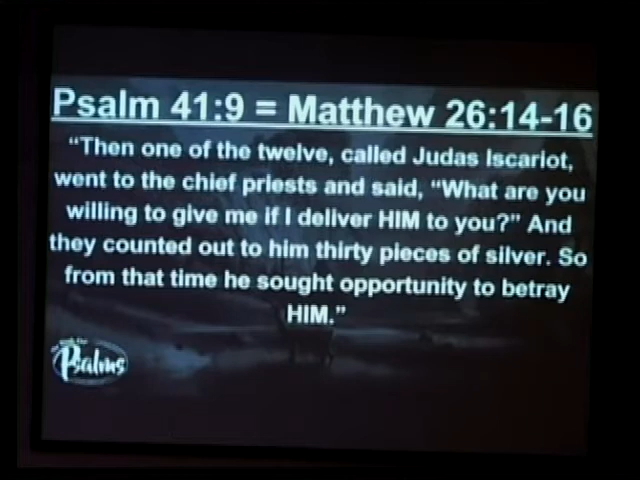 Psalm 41:9 = Matthew 26:14-16
“Then one of the twelve, called Judas Iscariot,
went to the chief priests and said, “What are you
willing to give me if I deliver HIM to you?” And
they counted out to him thirty pieces of silver. So
from that time he sought opportunity to betray
HIM.”
Psalms